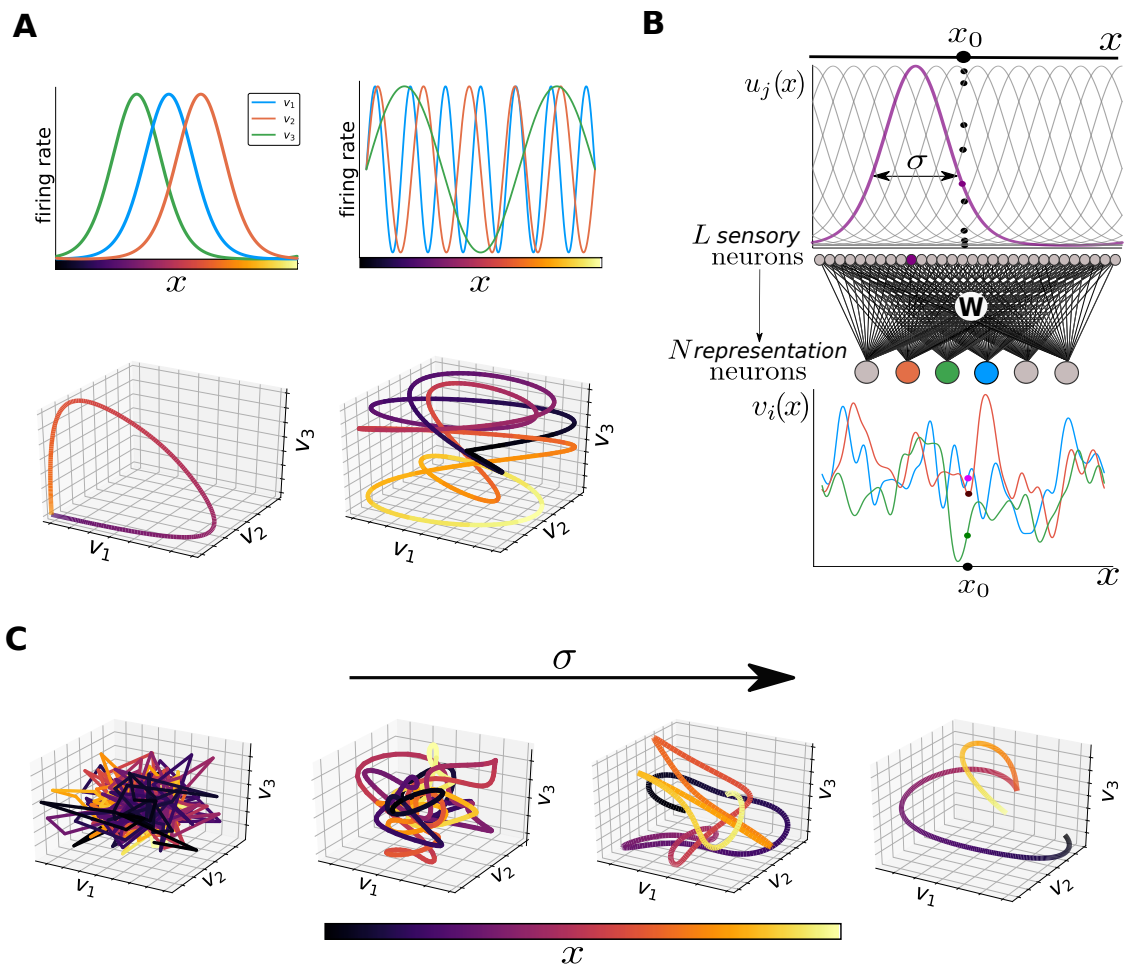 A
firing rate
v₁
v₂
v₃
x
firing rate
x
v₁
v₂
v₃
v₁
v₂
v₃
B
x₀
x
uⱼ(x)
σ
L sensory
neurons
W
N representation
neurons
vᵢ(x)
x₀
x
C
σ
v₁
v₂
v₃
v₁
v₂
v₃
v₁
v₂
v₃
v₁
v₂
v₃
x